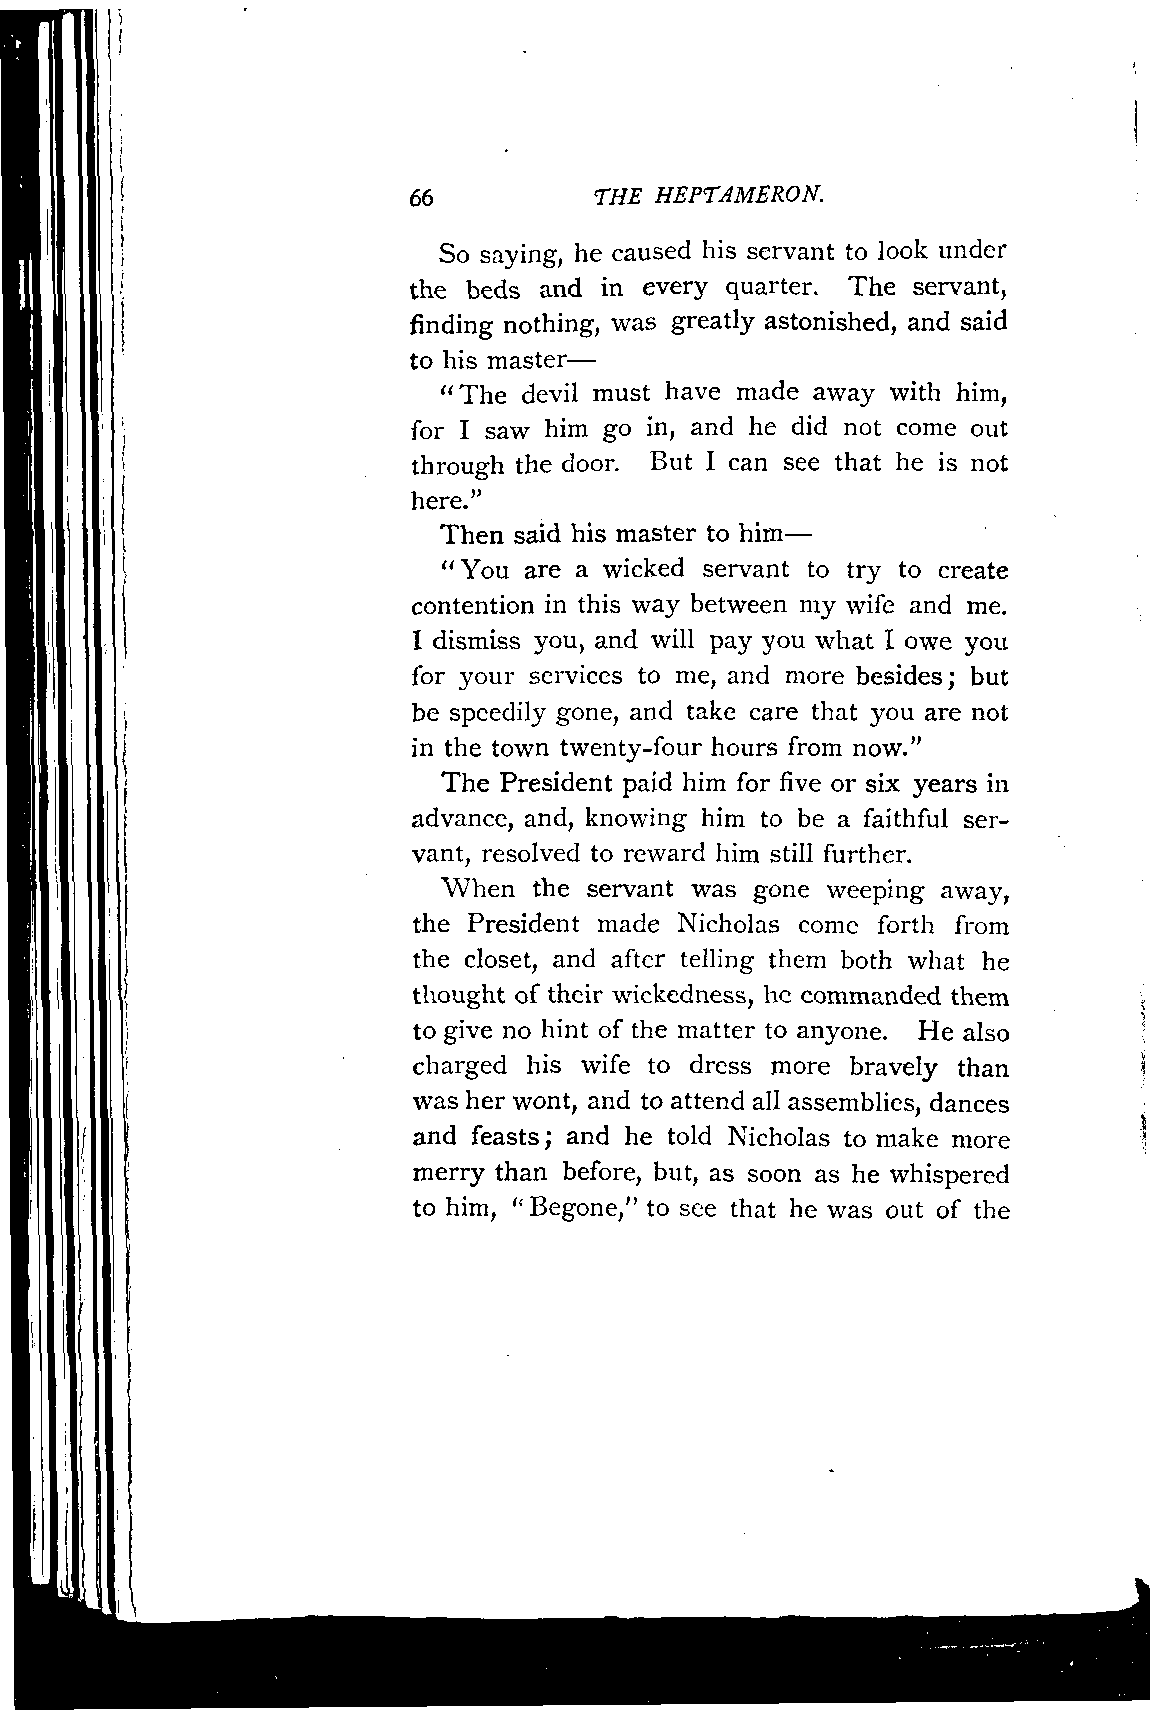 66 THE HEPTAMERON.
So saying, he caused his servant to look under
the beds and in every quarter. The servant,
finding nothing, was greatly astonished, and said
to his master—
"The devil must have made away with him,
for I saw him go in, and he did not come out
through the door. But I can see that he is not
here."
Then said his master to him—
"You are a wicked servant to try to create
contention in this way between my wife and me.
I dismiss you, and will pay you what I owe you
for your services to me, and more besides; but
be speedily gone, and take care that you are not
in the town twenty-four hours from now."
The President paid him for five or six years in
advance, and, knowing him to be a faithful ser-
vant, resolved to reward him still further.
When the servant was gone weeping away,
the President made Nicholas come forth from
the closet, and after telling them both what he
thought of their wickedness, he commanded them
to give no hint of the matter to anyone. He also
charged his wife to dress more bravely than
was her wont, and to attend all assemblies, dances
and feasts; and he told Nicholas to make more
merry than before, but, as soon as he whispered
to him, "Begone," to see that he was out of the